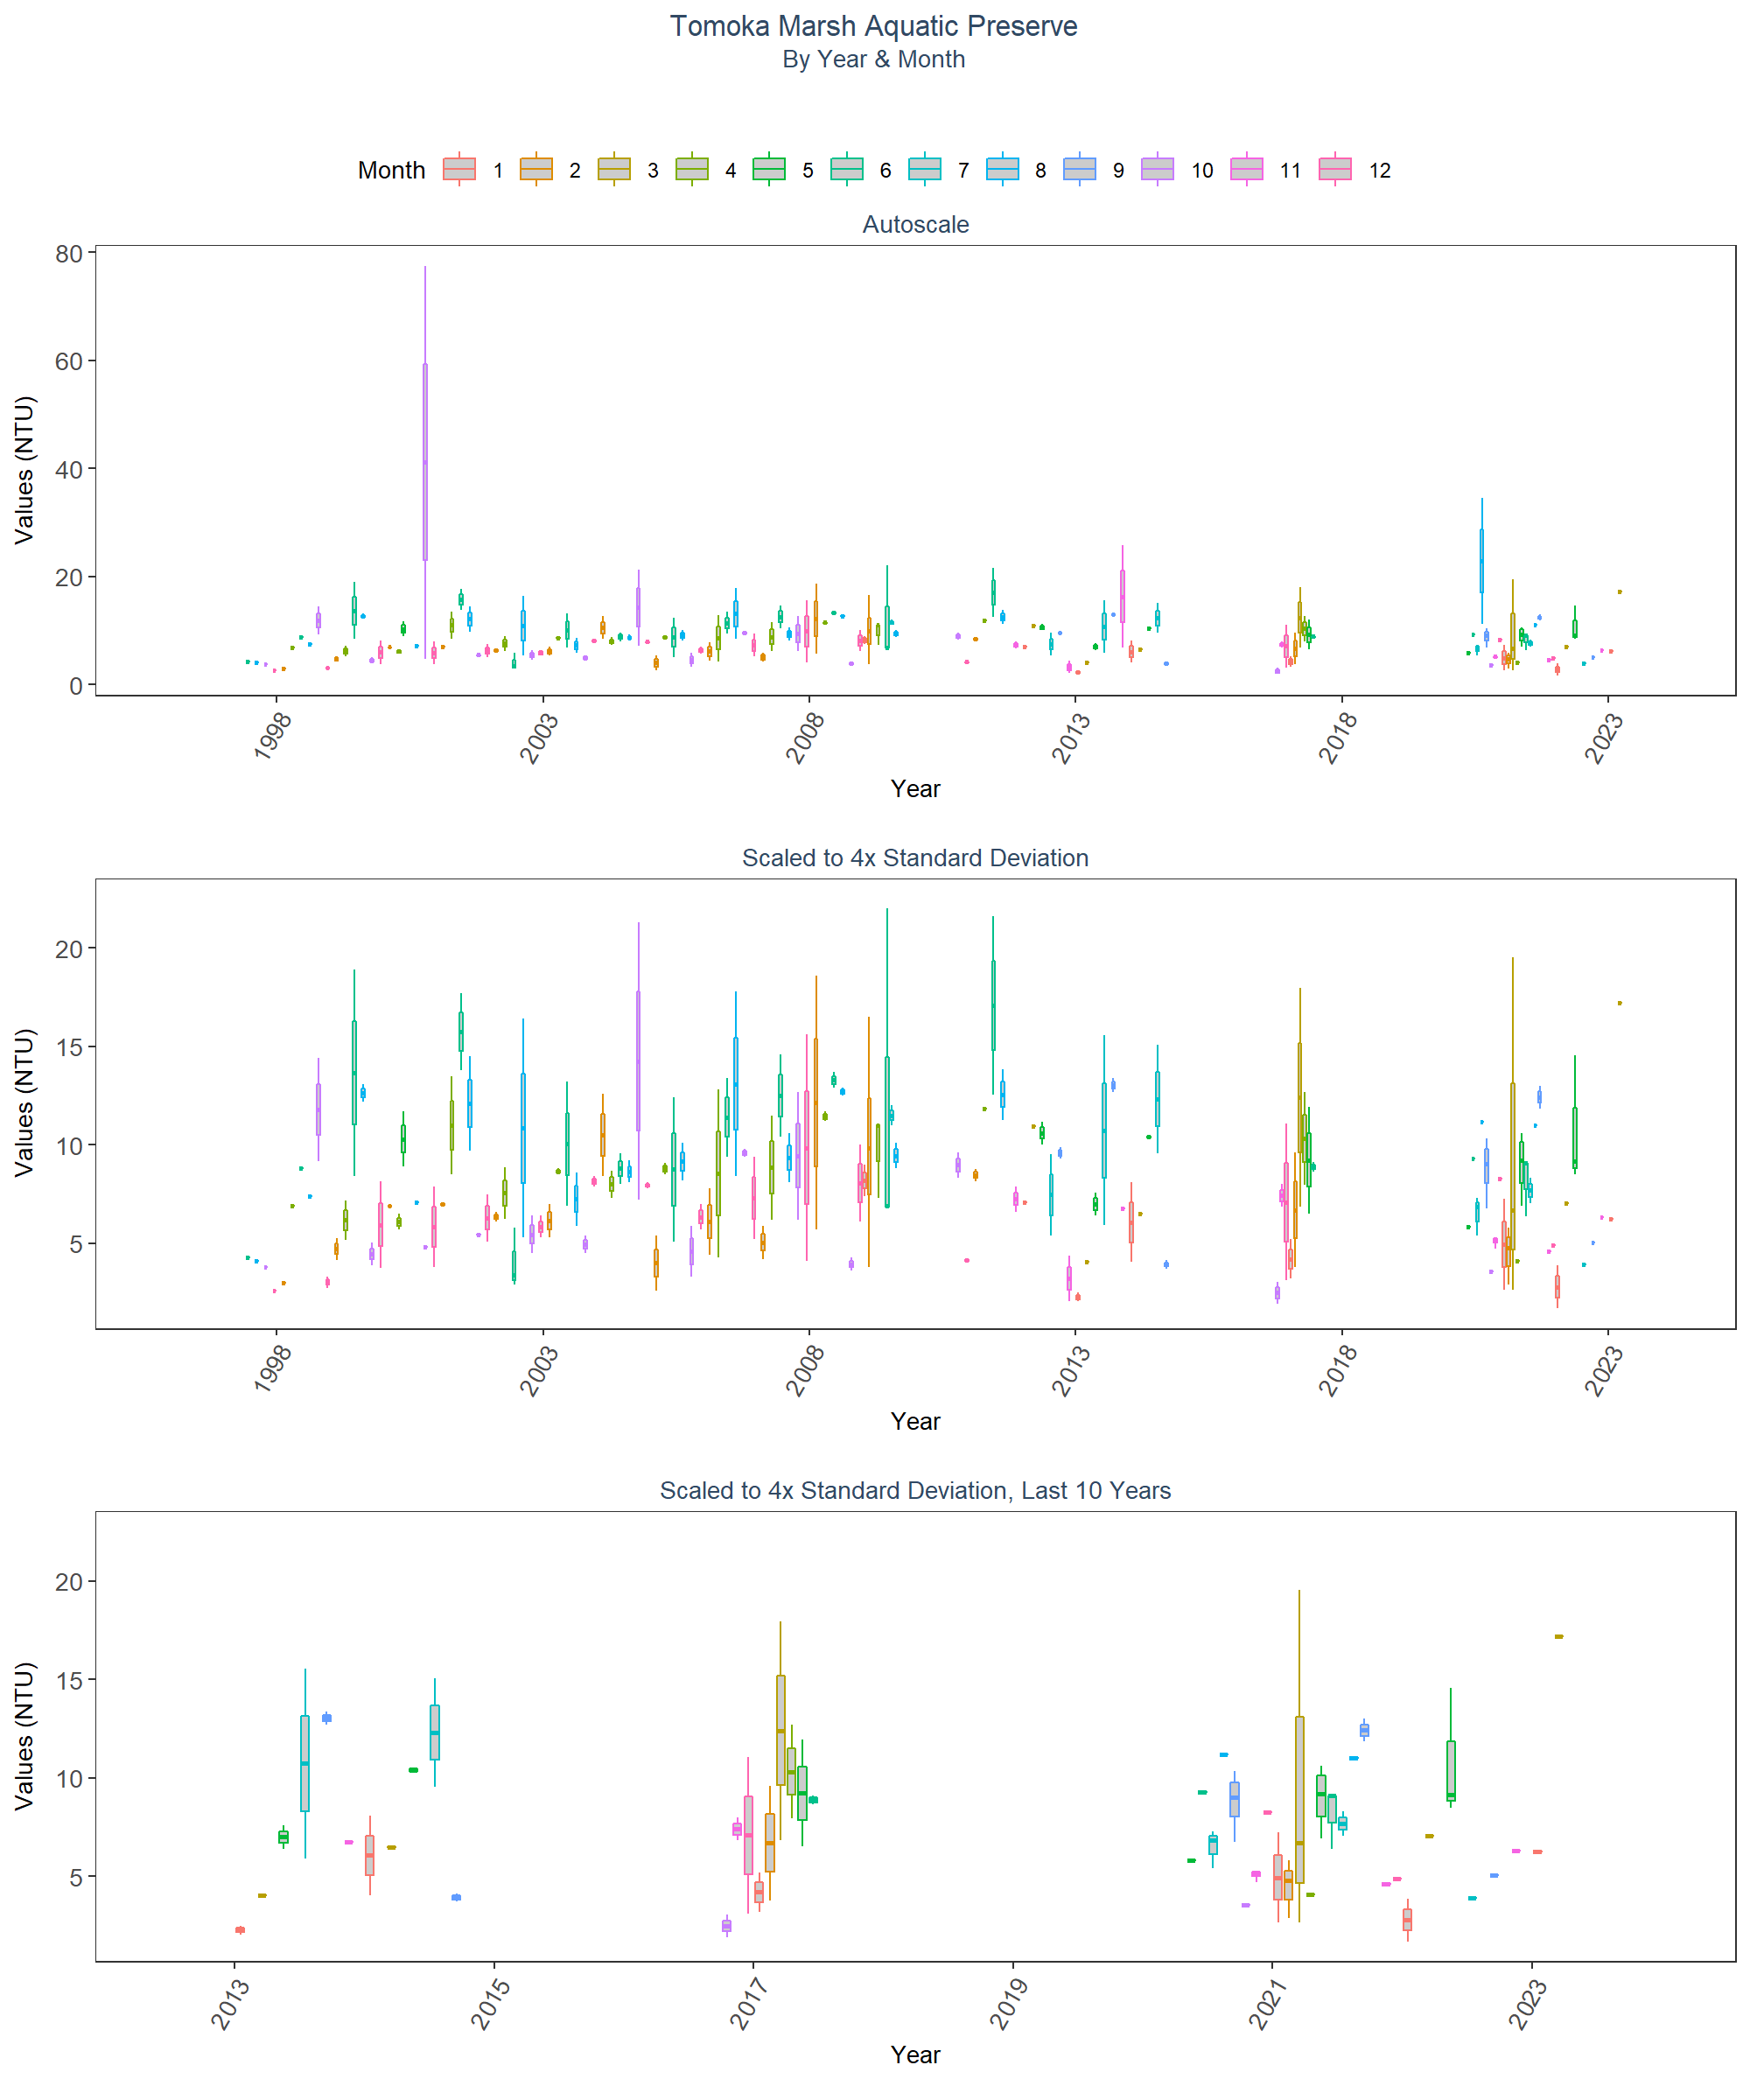 Tomoka Marsh Aquatic Preserve
By Year & Month
Month 1 2 3 4 5 6 7 8 9 10 11 12
Autoscale
Values (NTU)
80
60
40
20
0
1998 2003 2008 2013 2018 2023
Year
Scaled to 4x Standard Deviation
Values (NTU)
20
15
10
5
1998 2003 2008 2013 2018 2023
Year
Scaled to 4x Standard Deviation, Last 10 Years
Values (NTU)
20
15
10
5
2013 2015 2017 2019 2021 2023
Year